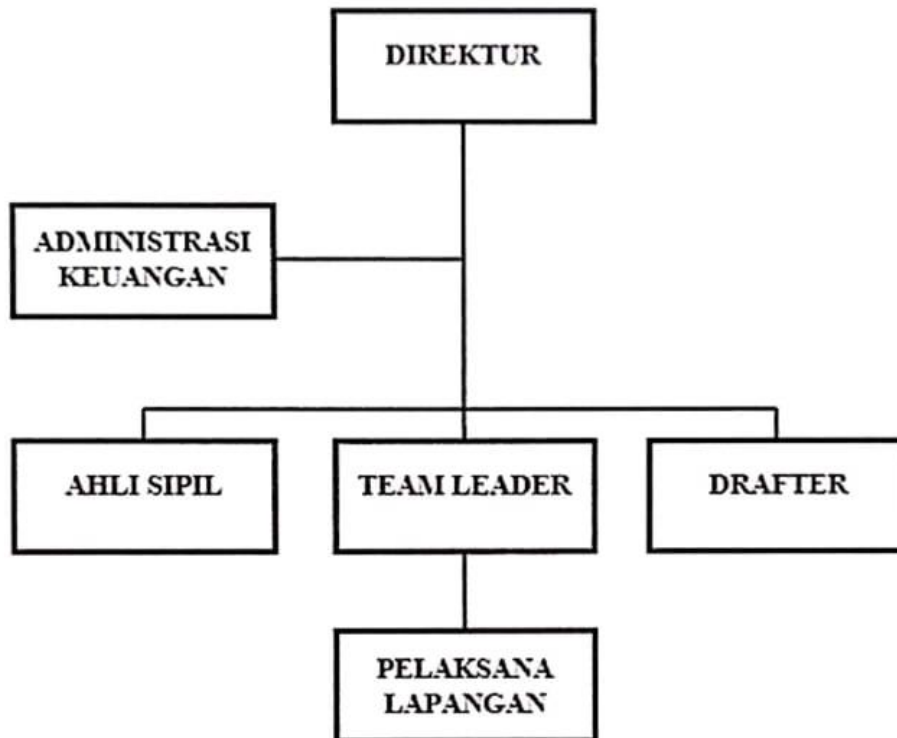 DIREKTUR
ADMINISTRASI
KEUANGAN
AHLI SIPIL
TEAM LEADER
DRAFTER
PELAKSANA
LAPANGAN